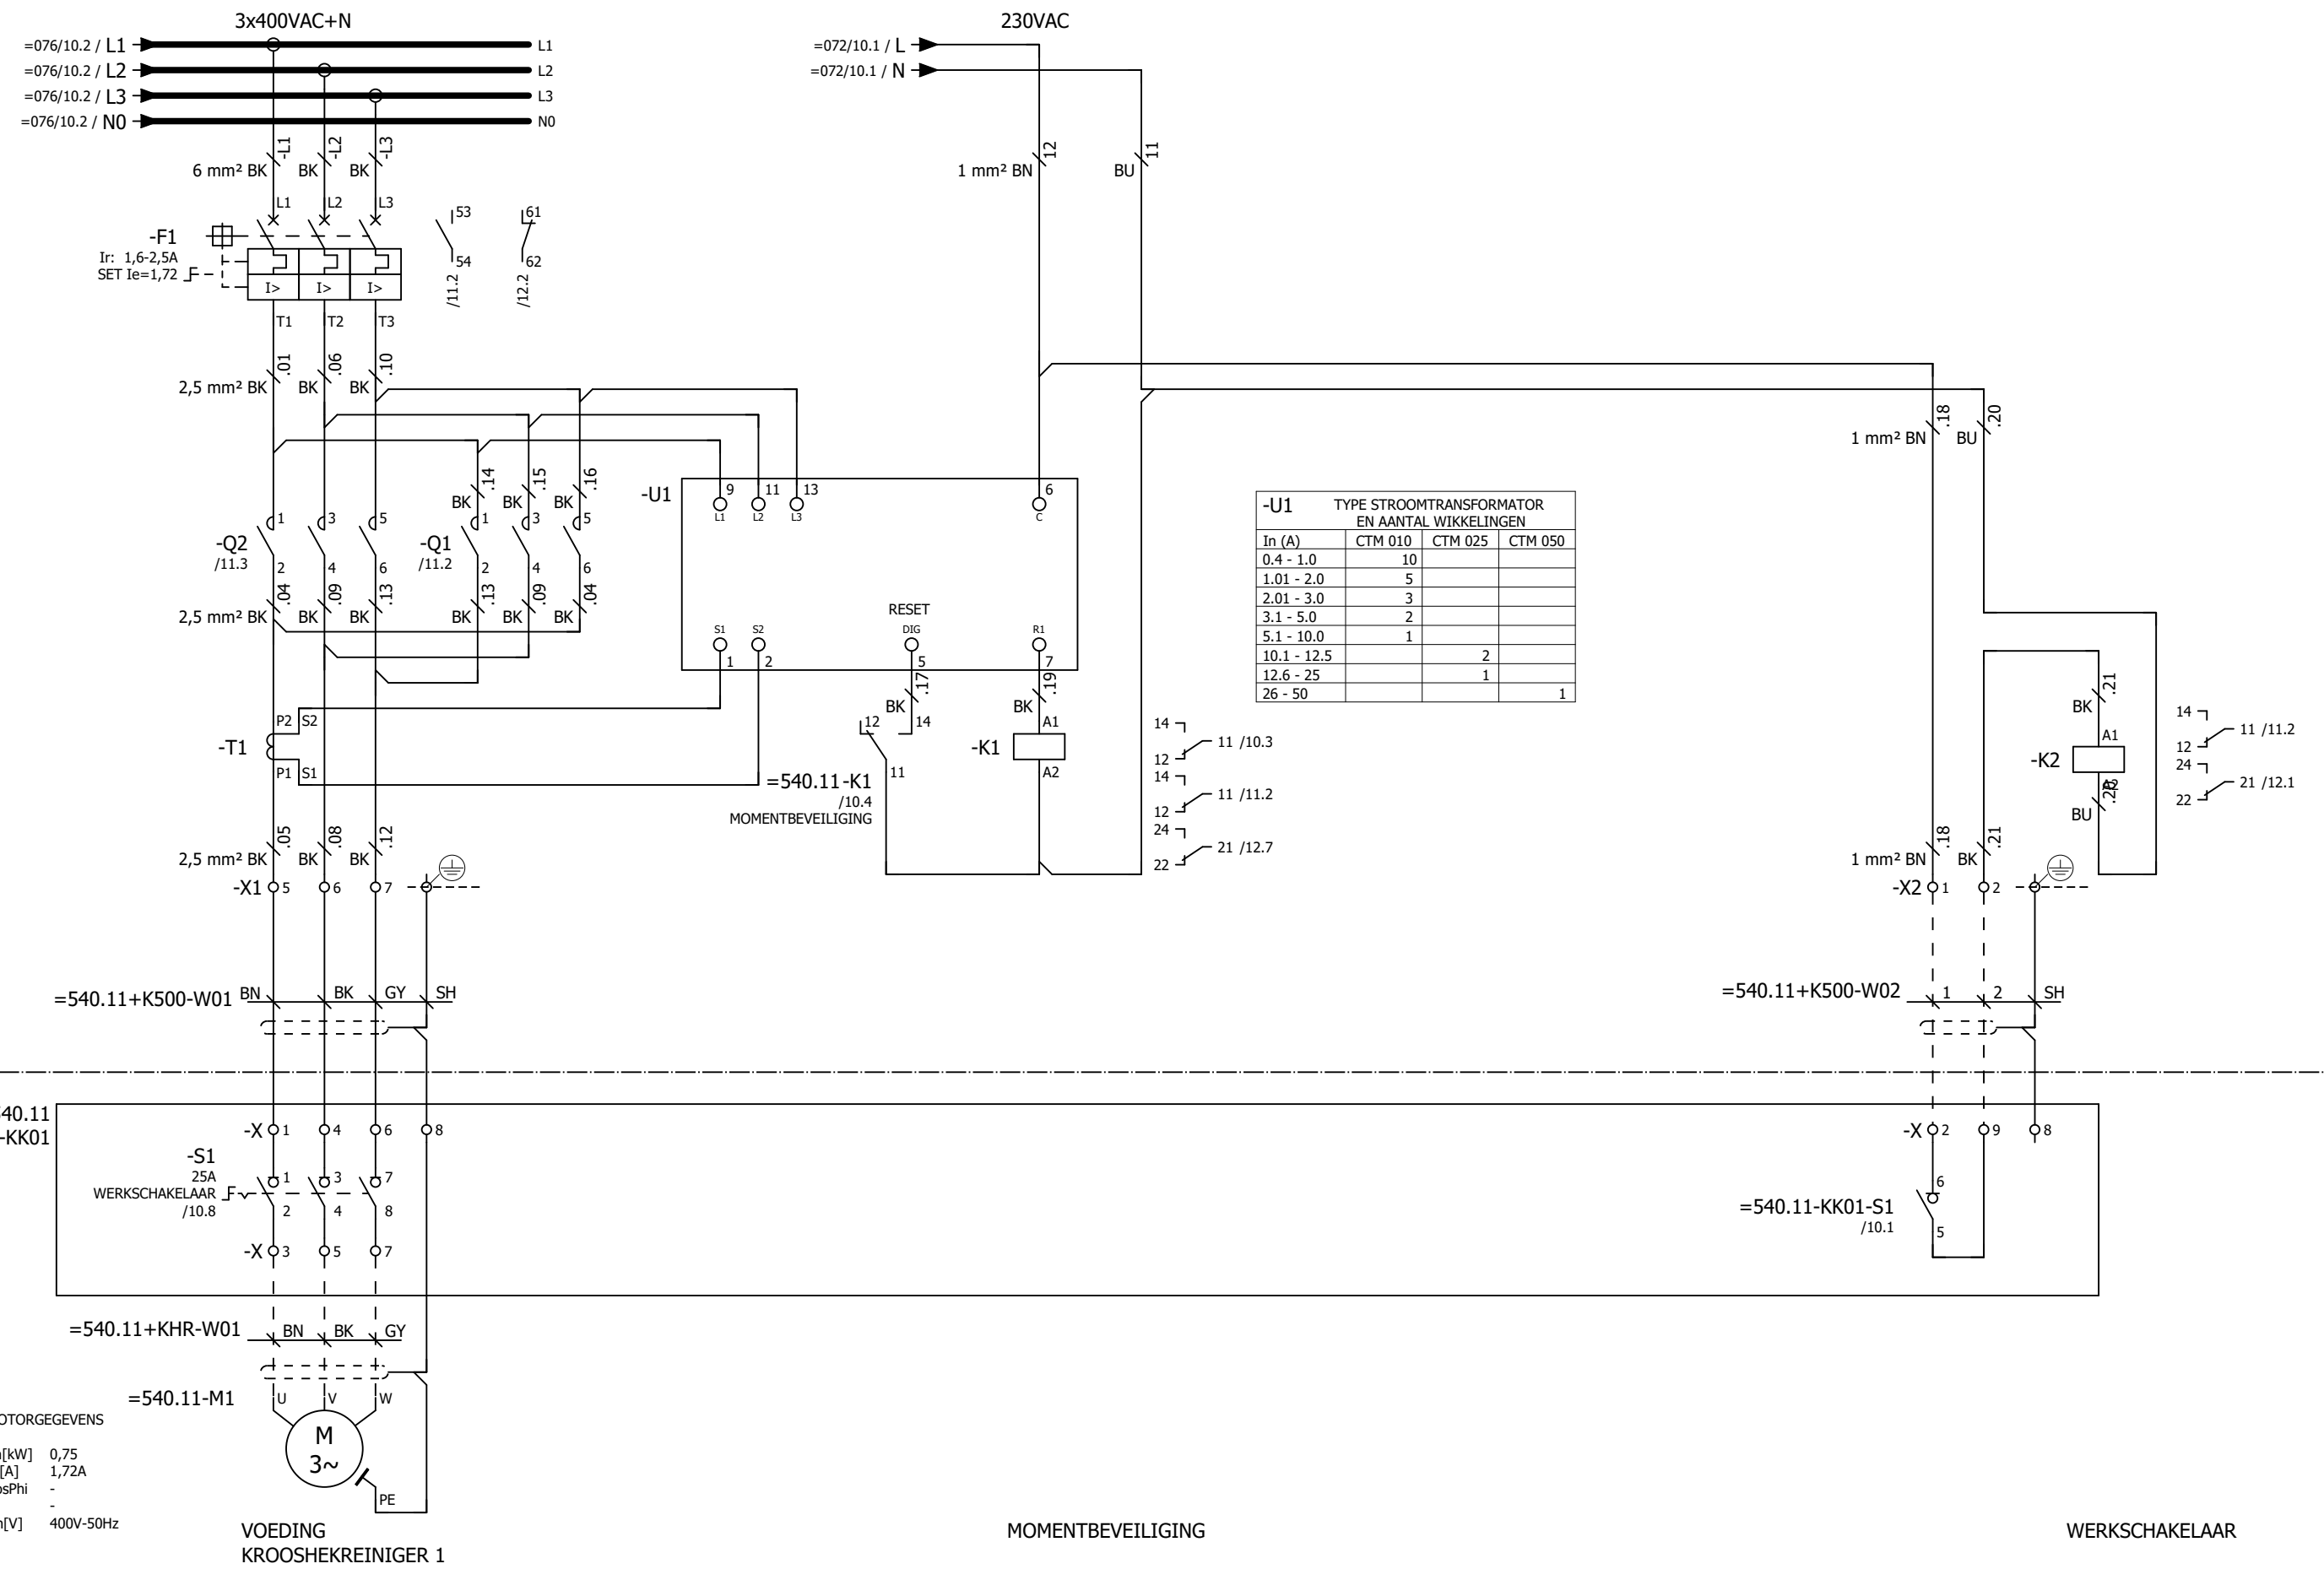 3x400VAC+N
230VAC
=076/10.2 / L1
L1
=076/10.2 / L2
L2
=076/10.2 / L3
L3
=076/10.2 / N0
N0
=072/10.1 / L
=072/10.1 / N
-L1
-L2
-L3
6 mm² BK
BK
BK
12
11
1 mm² BN
BU
L1
L2
L3
53
61
-F1
Ir: 1,6-2,5A
SET Ie=1,72
54
62
/11.2
/12.2
I>
I>
I>
T1
T2
T3
.01
.06
.10
2,5 mm² BK
BK
BK
.18
.20
1 mm² BN
BU
.14
.15
.16
BK
BK
BK
-U1
9
11
13
6
L1
L2
L3
C
1
3
5
1
3
5
-Q2
/11.3
-Q1
/11.2
2
4
6
2
4
6
.04
.09
.13
.13
.09
.04
2,5 mm² BK
BK
BK
BK
BK
BK
RESET
S1
S2
DIG
R1
1
2
5
7
-U1 TYPE STROOMTRANSFORMATOR
EN AANTAL WIKKELINGEN
In (A) CTM 010 CTM 025 CTM 050
0.4 - 1.0 10
1.01 - 2.0 5
2.01 - 3.0 3
3.1 - 5.0 2
5.1 - 10.0 1
10.1 - 12.5 2
12.6 - 25 1
26 - 50 1
.17
.19
BK
BK
.21
BK
P2 S2
-T1
P1 S1
12
14
11
=540.11-K1
/10.4
MOMENTBEVEILIGING
A1
-K1
A2
14
11 /10.3
12
14
11 /11.2
12
24
21 /12.7
22
A1
-K2
A2
.20
BU
14
11 /11.2
12
24
21 /12.1
22
.05
.08
.12
2,5 mm² BK
BK
BK
-X1 5
6
7
.18
.21
1 mm² BN
BK
-X2 1
2
=540.11+K500-W01
BN
BK
GY
SH
=540.11+K500-W02
1
2
SH
40.11
-KK01
-X 1
4
6
8
-S1
25A
WERKSCHAKELAAR
/10.8
1
3
7
2
4
8
-X 3
5
7
-X 2
9
8
=540.11-KK01-S1
/10.1
6
5
=540.11+KHR-W01
BN
BK
GY
=540.11-M1
U
V
W
M
3~
PE
OTORGEGEVENS
[kW] 0,75
[A] 1,72A
osPhi -
-
[V] 400V-50Hz
VOEDING
KROOSHEKREINIGER 1
MOMENTBEVEILIGING
WERKSCHAKELAAR